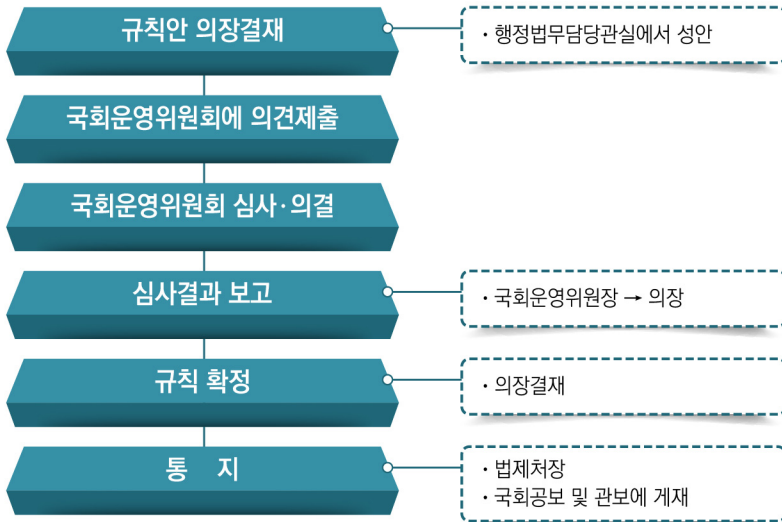 규칙안 의장결재
· 행정법무담당관실에서 성안
국회운영위원회에 의견제출
국회운영위원회 심사·의결
심사결과 보고
· 국회운영위원장 → 의장
규칙 확정
· 의장결재
통 지
· 법제처장
· 국회공보 및 관보에 게재